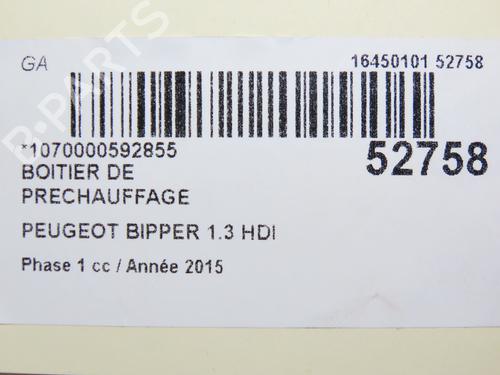 GA
16450101 52758
*1070000592855
52758
BOITIER DE
PRECHAUFFAGE
PEUGEOT BIPPER 1.3 HDI
Phase 1 cc / Année 2015
B-PARTS